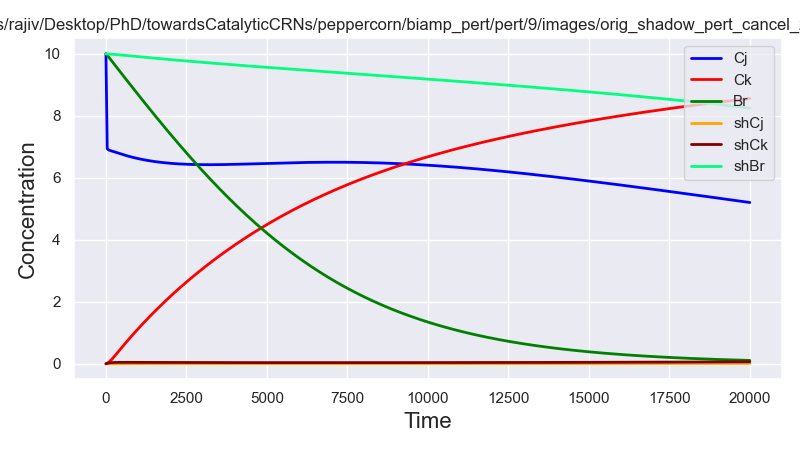 s/rajiv/Desktop/PhD/towardsCatalyticCRNs/peppercorn/biamp_pert/pert/9/images/orig_shadow_pert_cancel_
10
8
6
4
2
0
Concentration
Cj
Ck
Br
shCj
shCk
shBr
0 2500 5000 7500 10000 12500 15000 17500 20000
Time